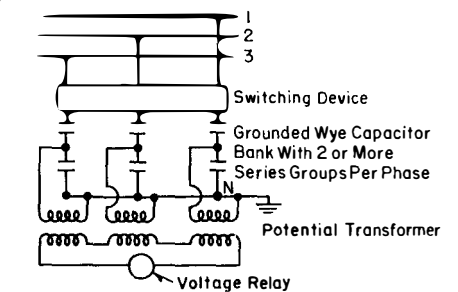 1
2
3
Switching Device
Grounded Wye Capacitor
Bank With 2 or More
Series Groups Per Phase
N
Potential Transformer
Voltage Relay